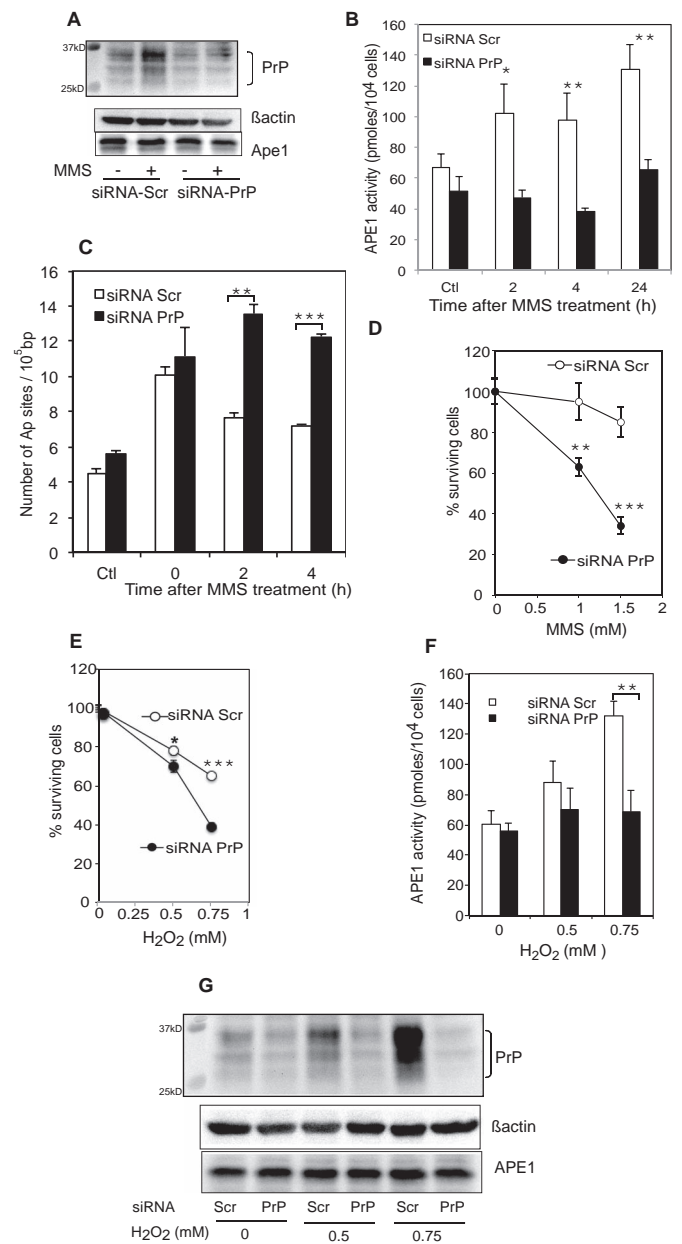 A
37kD
25kD
PrP
ßactin
Ape1
MMS - + - +
siRNA-Scr siRNA-PrP
B
APE1 activity (pmoles/10⁴ cells)
160
140
120
100
80
60
40
20
0
siRNA Scr
siRNA PrP
*
**
**
Ctl 2 4 24
Time after MMS treatment (h)
C
Number of Ap sites / 10⁵bp
16
14
12
10
8
6
4
2
0
siRNA Scr
siRNA PrP
**
***
Ctl 0 2 4
Time after MMS treatment (h)
D
% surviving cells
120
100
80
60
40
20
0
siRNA Scr
**
***
siRNA PrP
0 0.5 1 1.5 2
MMS (mM)
E
% surviving cells
120
100
80
60
40
20
0
siRNA Scr
*
***
siRNA PrP
0 0.25 0.5 0.75 1
H₂O₂ (mM)
F
APE1 activity (pmoles/10⁴ cells)
160
140
120
100
80
60
40
20
0
siRNA Scr
siRNA PrP
**
0 0.5 0.75
H₂O₂ (mM )
G
37kD
25kD
PrP
ßactin
APE1
siRNA Scr PrP Scr PrP Scr PrP
H₂O₂ (mM) 0 0.5 0.75